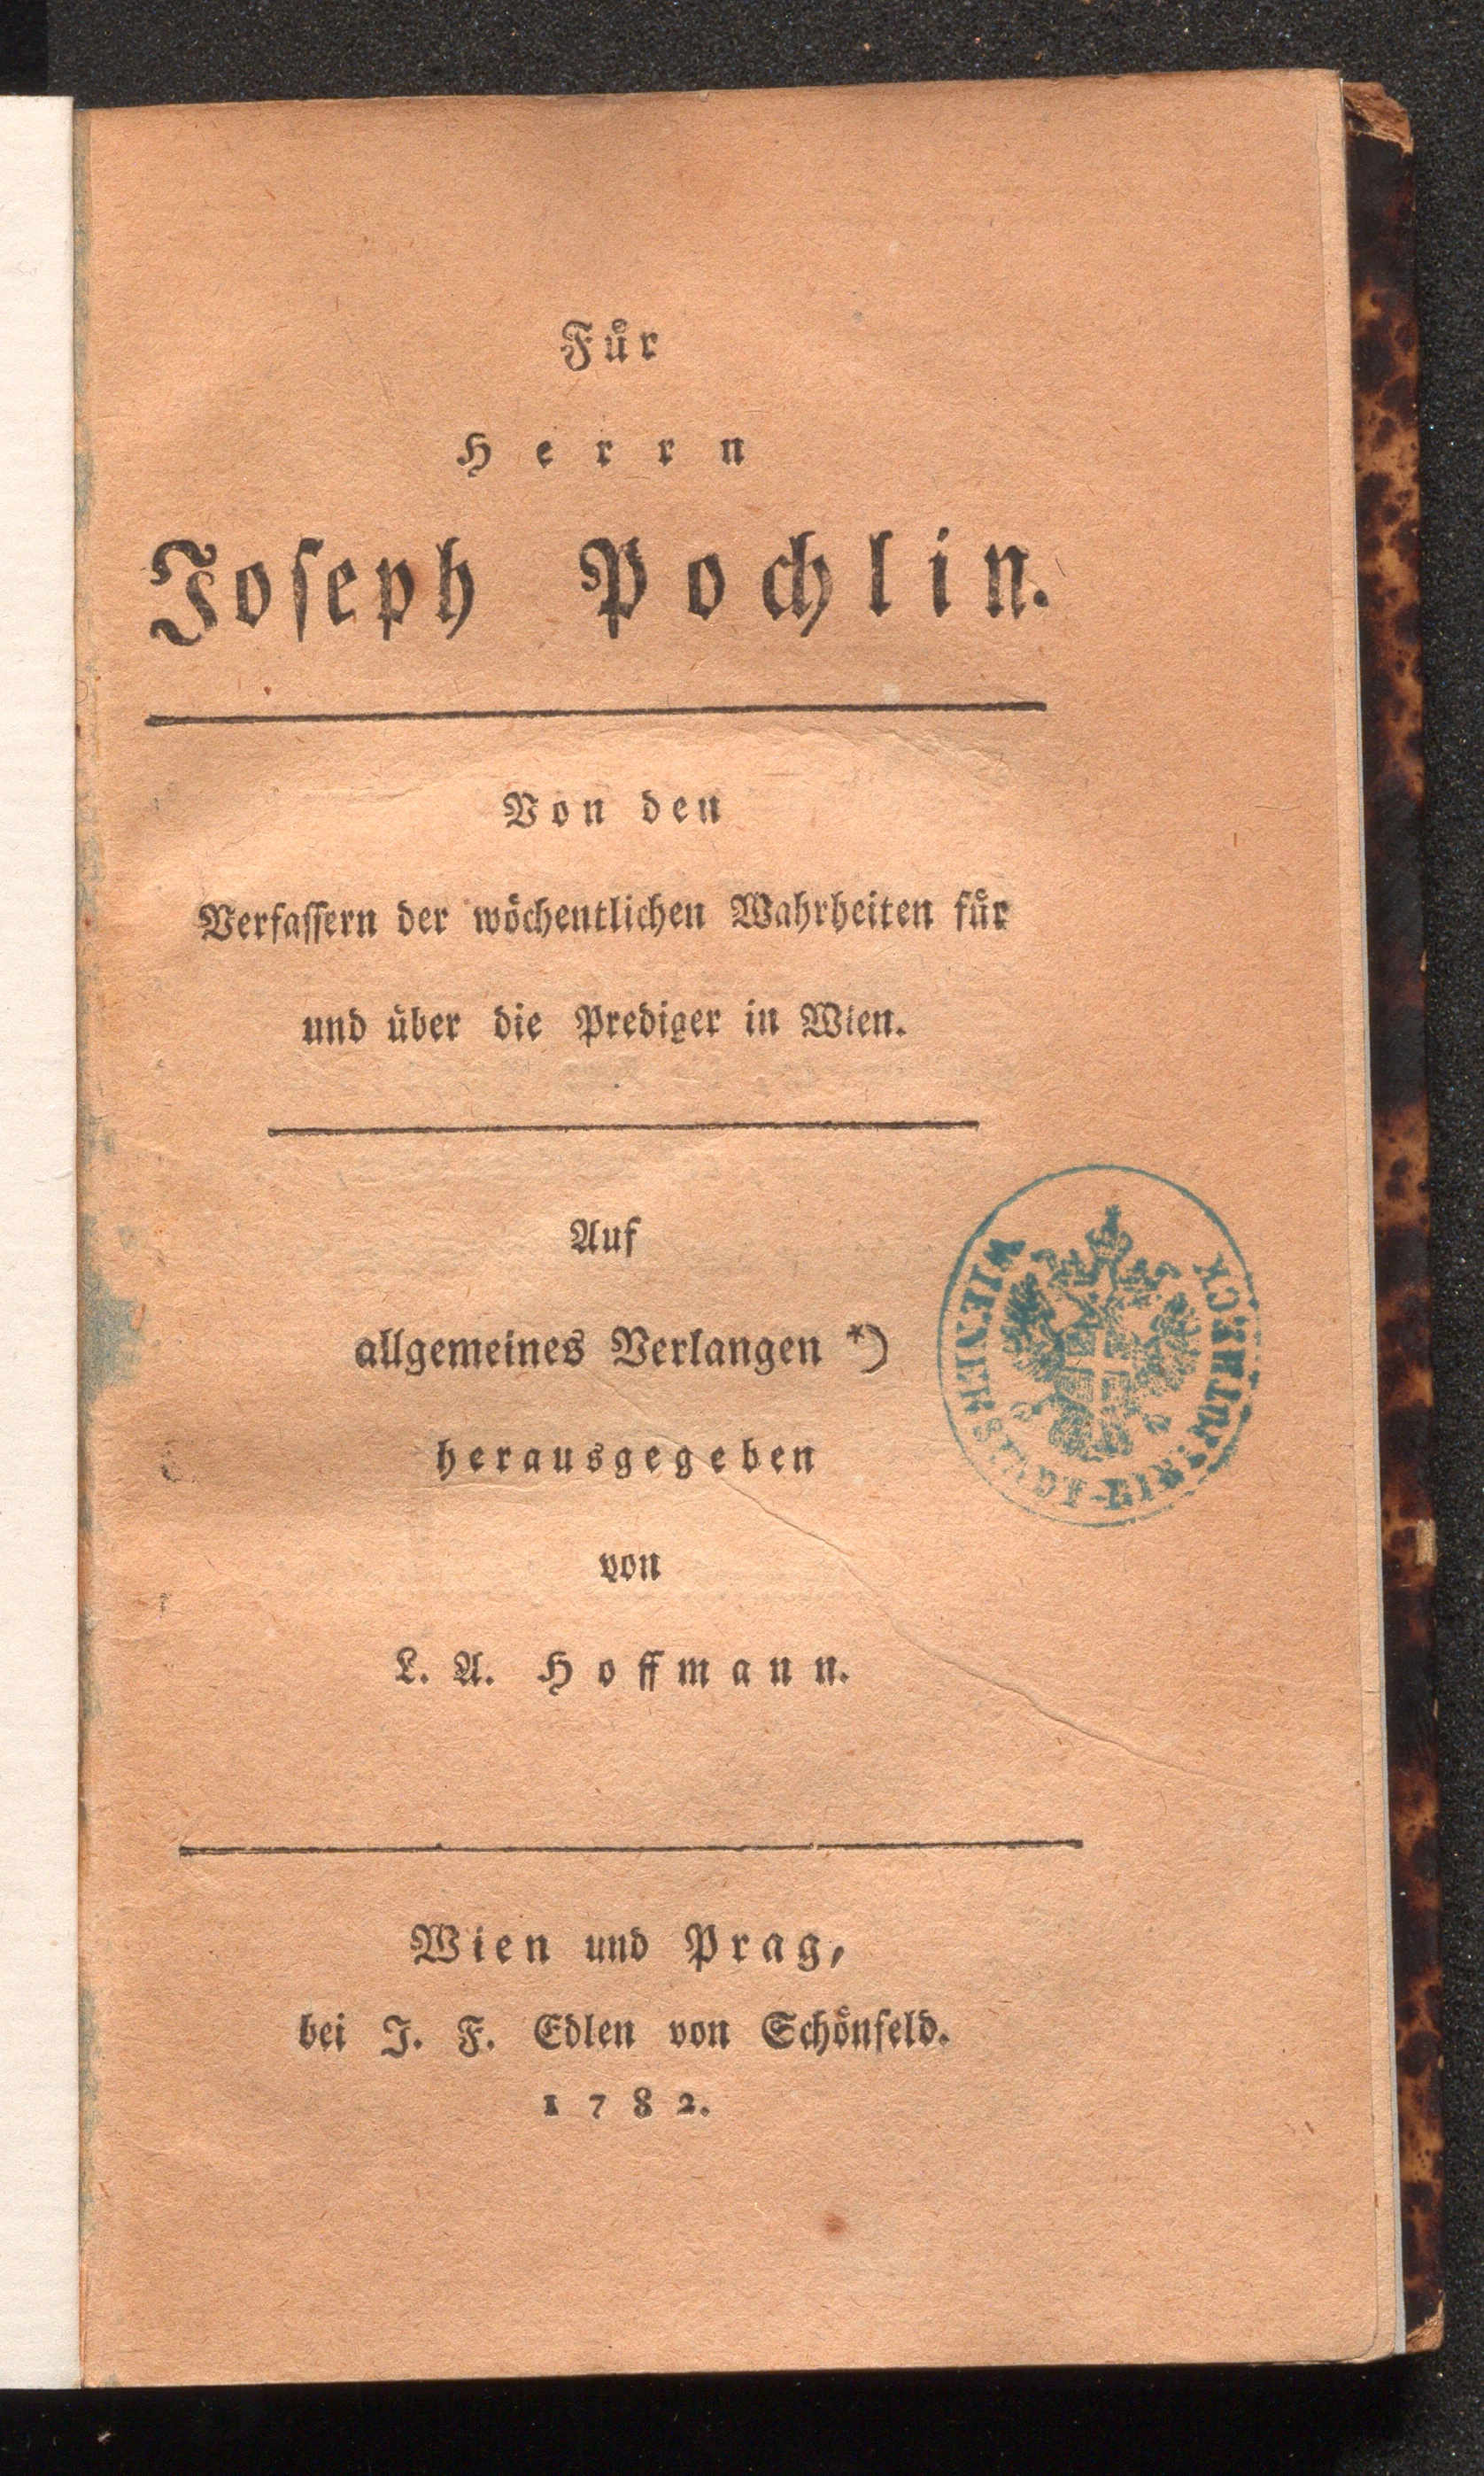 Für
Herrn
Joseph Pochlin.
Von den
Verfassern der wöchentlichen Wahrheiten für
und über die Prediger in Wien.
Auf
allgemeines Verlangen *)
herausgegeben
von
L. A. Hoffmann.
Wien und Prag,
bei J. F. Edlen von Schönfeld.
1782.